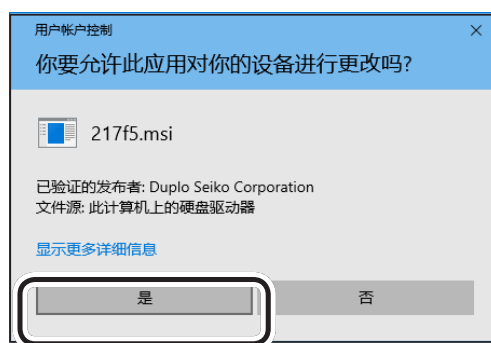 用户帐户控制
×
你要允许此应用对你的设备进行更改吗?
217f5.msi
已验证的发布者: Duplo Seiko Corporation
文件源: 此计算机上的硬盘驱动器
显示更多详细信息
是
否